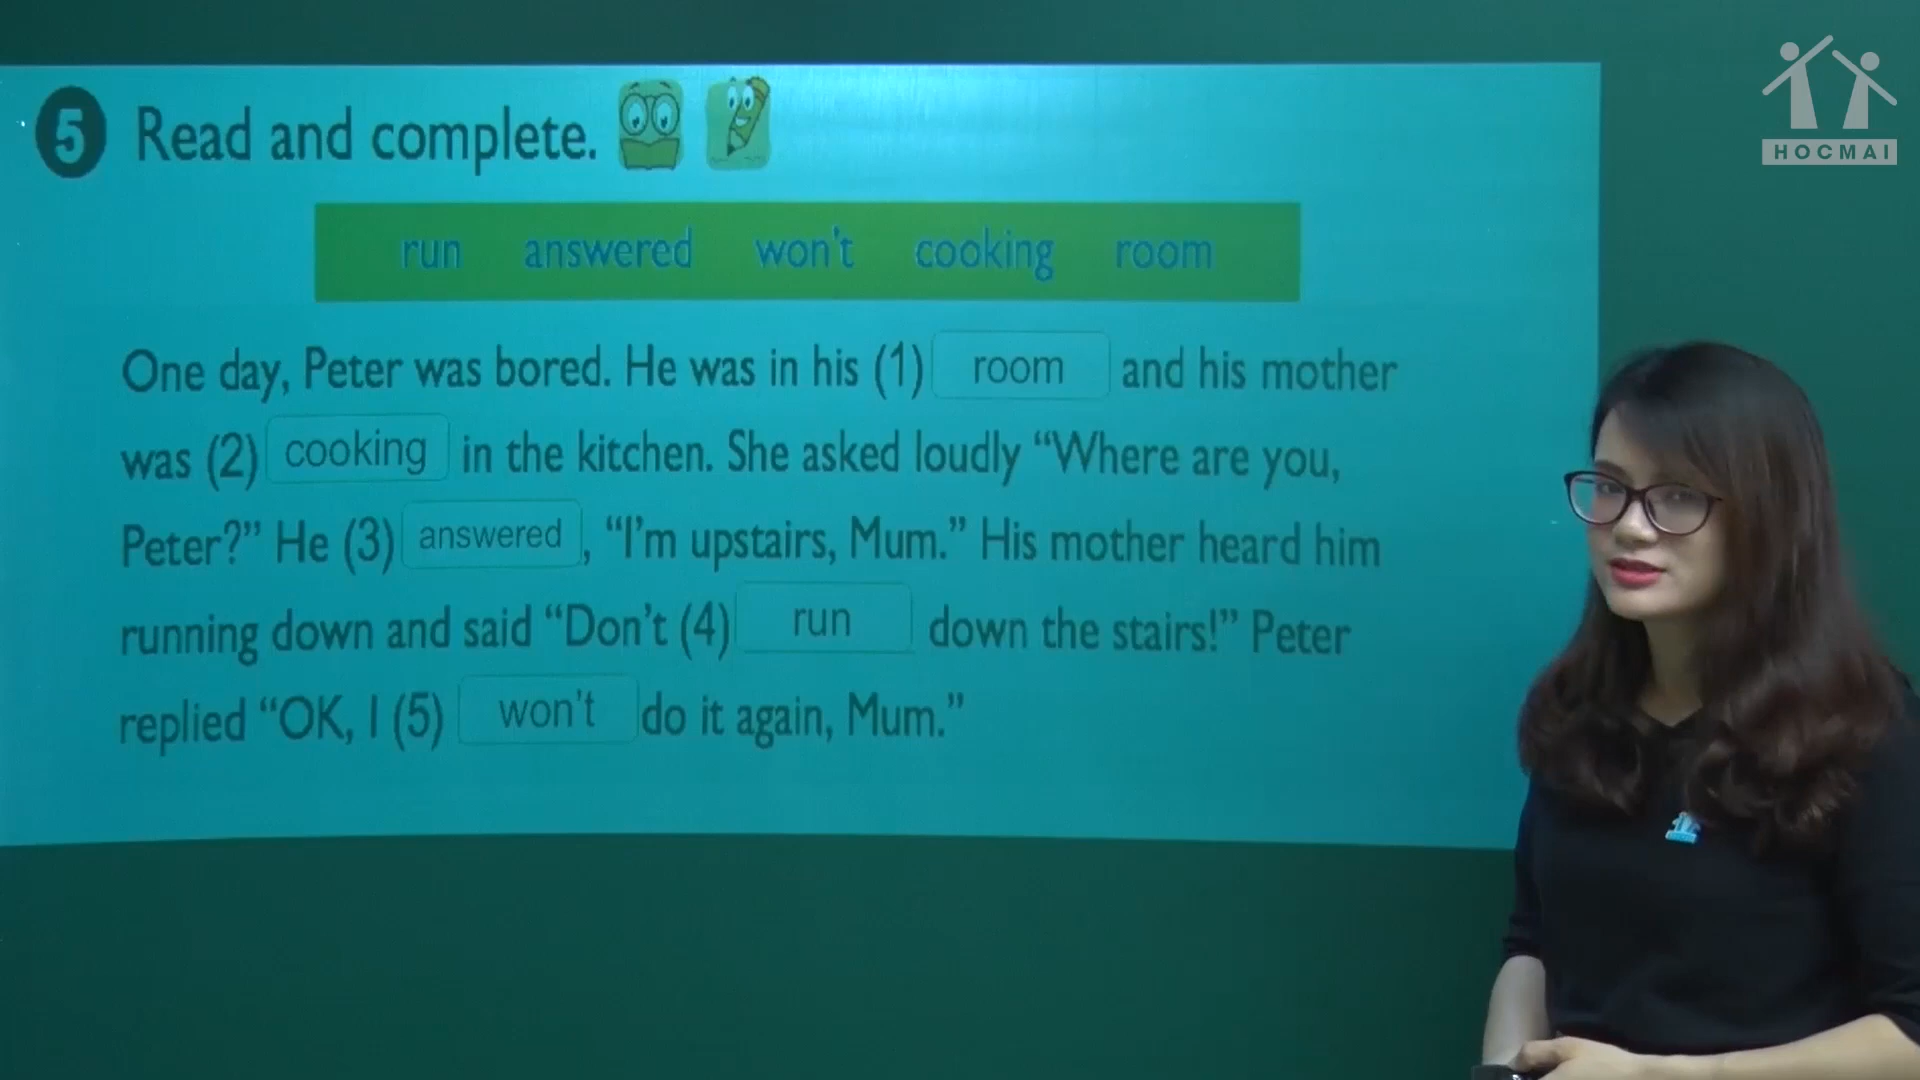 HOCMAI
5 Read and complete.
run answered won't cooking room
One day, Peter was bored. He was in his (1) room and his mother
was (2) cooking in the kitchen. She asked loudly “Where are you,
Peter?” He (3) answered, “I’m upstairs, Mum.” His mother heard him
running down and said “Don’t (4) run down the stairs!” Peter
replied “OK, I (5) won't do it again, Mum.”